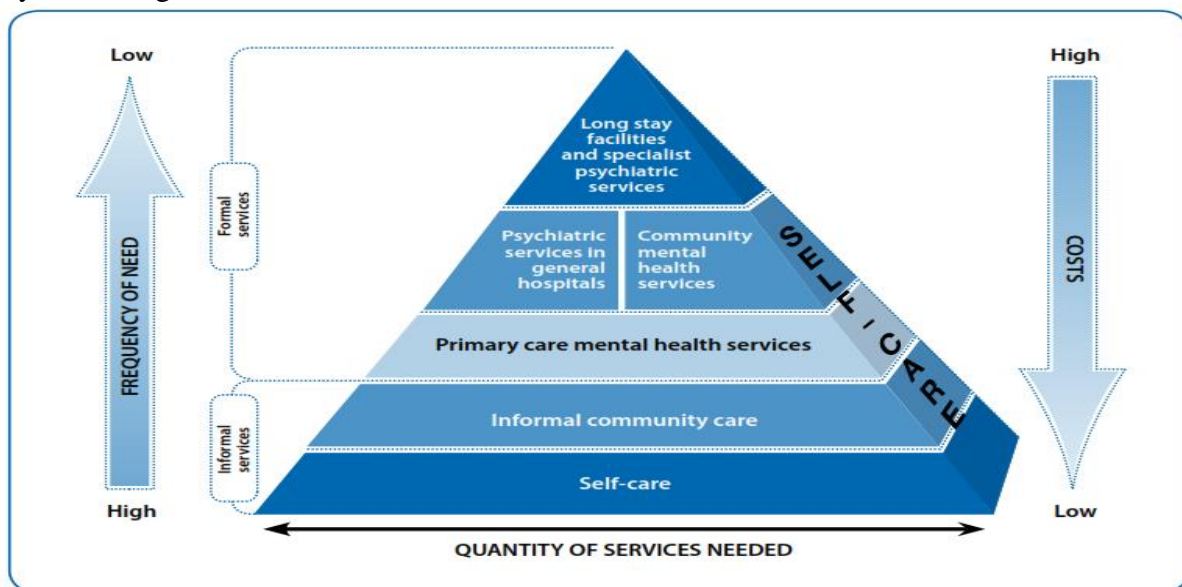 Low
High
Long stay
facilities
and specialist
psychiatric
services
Formal
services
FREQUENCY OF NEED
Psychiatric
services in
general
hospitals
Community
mental
health
services
SELF-CARE
COSTS
Primary care mental health services
Informal
services
Informal community care
Self-care
High
Low
QUANTITY OF SERVICES NEEDED